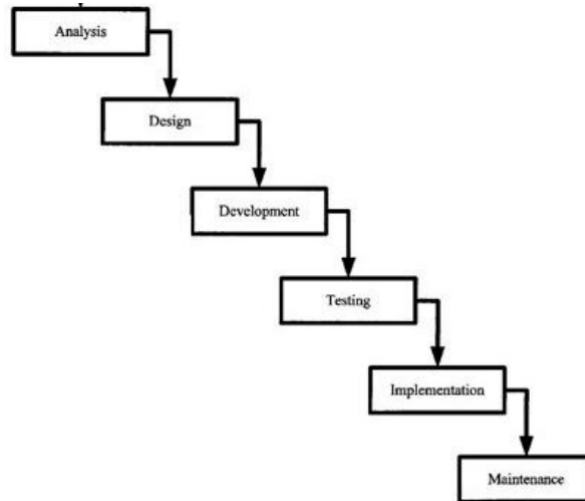 Analysis
Design
Development
Testing
Implementation
Maintenance